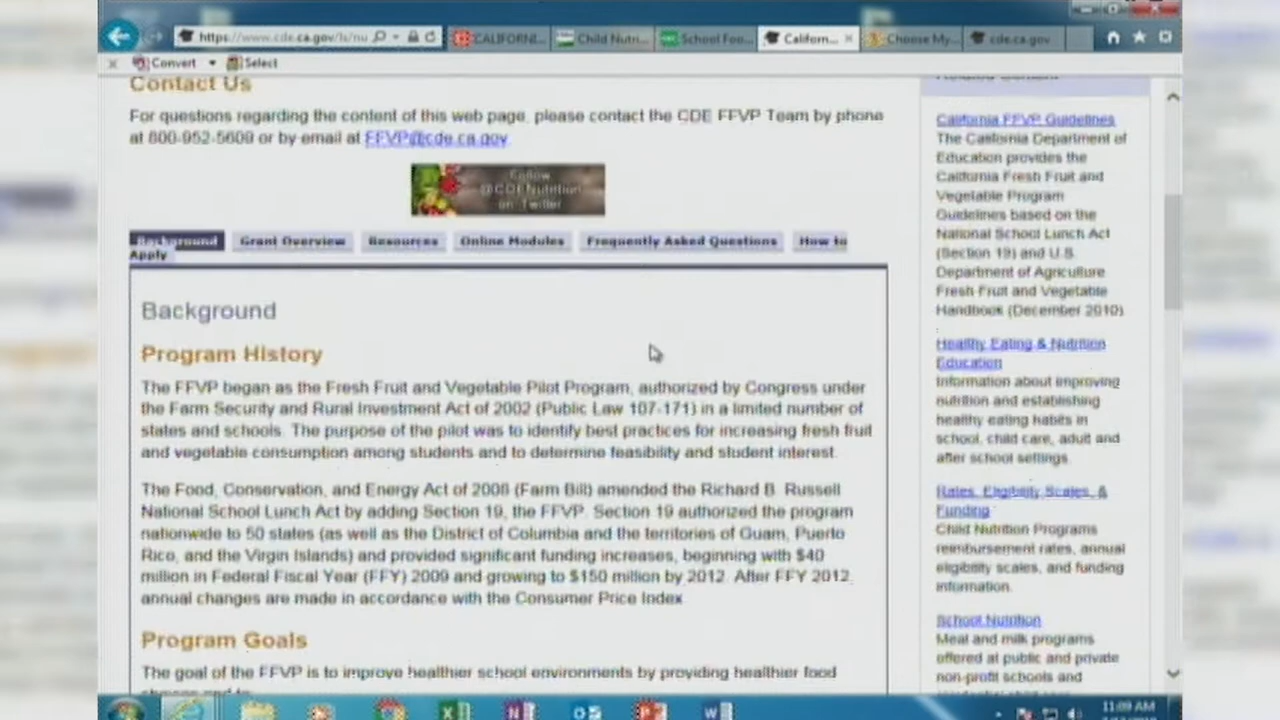 https://www.cde.ca.gov/ls/nu
CALIFORNI...
Child Nutri...
School Foo...
Californ...
Choose My...
cde.ca.gov
Convert
Select
Contact Us
For questions regarding the content of this web page, please contact the CDE FFVP Team by phone
at 800-952-5609 or by email at FFVP@cde.ca.gov.
Follow
@CDENutrition
on Twitter
Background
Grant Overview
Resources
Online Modules
Frequently Asked Questions
How to
Apply
Background
Program History
The FFVP began as the Fresh Fruit and Vegetable Pilot Program, authorized by Congress under
the Farm Security and Rural Investment Act of 2002 (Public Law 107-171) in a limited number of
states and schools. The purpose of the pilot was to identify best practices for increasing fresh fruit
and vegetable consumption among students and to determine feasibility and student interest.
The Food, Conservation, and Energy Act of 2008 (Farm Bill) amended the Richard B. Russell
National School Lunch Act by adding Section 19, the FFVP. Section 19 authorized the program
nationwide to 50 states (as well as the District of Columbia and the territories of Guam, Puerto
Rico, and the Virgin Islands) and provided significant funding increases, beginning with $40
million in Federal Fiscal Year (FFY) 2009 and growing to $150 million by 2012. After FFY 2012,
annual changes are made in accordance with the Consumer Price Index.
Program Goals
The goal of the FFVP is to improve healthier school environments by providing healthier food
Related Content
California FFVP Guidelines
The California Department of
Education provides the
California Fresh Fruit and
Vegetable Program
Guidelines based on the
National School Lunch Act
(Section 19) and U.S.
Department of Agriculture
Fresh Fruit and Vegetable
Handbook (December 2010)
Healthy Eating & Nutrition
Education
Information about improving
nutrition and establishing
healthy eating habits in
school, child care, adult and
after school settings.
Rates, Eligibility Scales, &
Funding
Child Nutrition Programs
reimbursement rates, annual
eligibility scales, and funding
information.
School Nutrition
Meal and milk programs
offered at public and private
non-profit schools and
11:09 AM